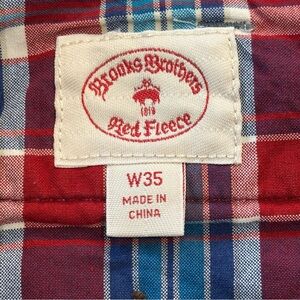 Brooks Brothers
1818
Red Fleece
W35
MADE IN
CHINA